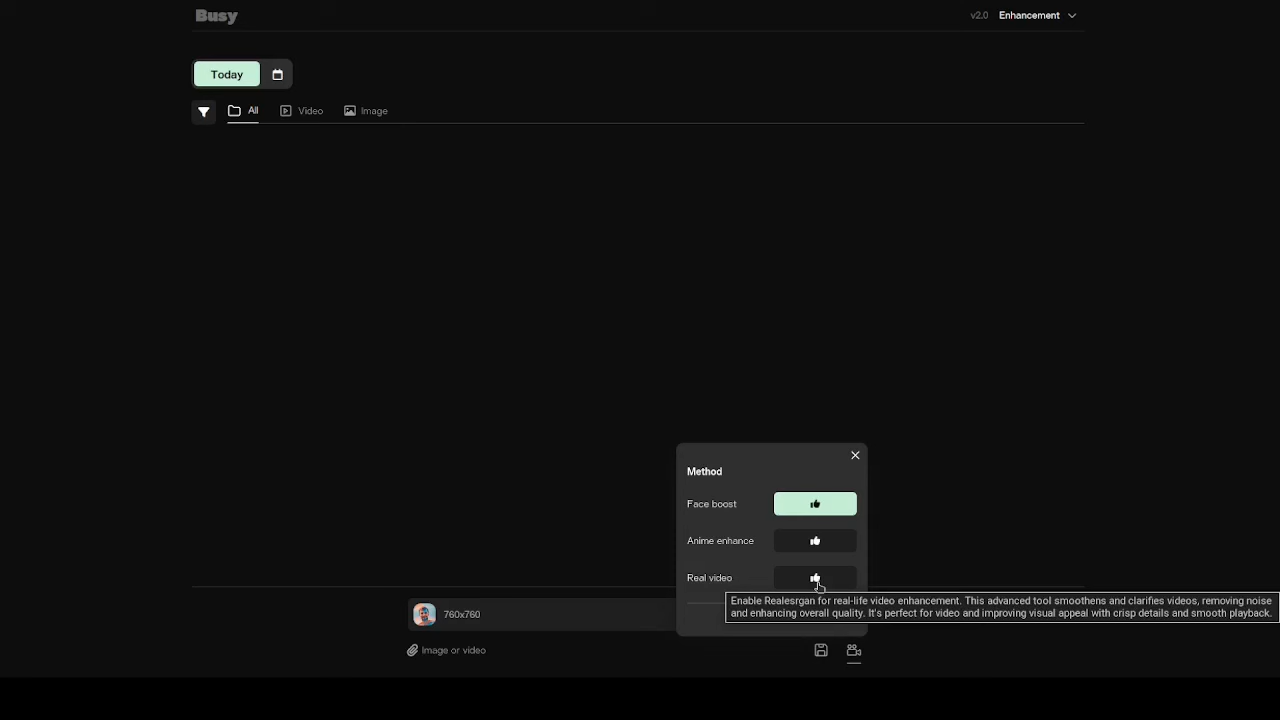 Busy
v2.0 Enhancement
Today
All Video Image
Method
Face boost
Anime enhance
Real video
Enable Realesrgan for real-life video enhancement. This advanced tool smoothens and clarifies videos, removing noise
and enhancing overall quality. It's perfect for video and improving visual appeal with crisp details and smooth playback.
760x760
Image or video